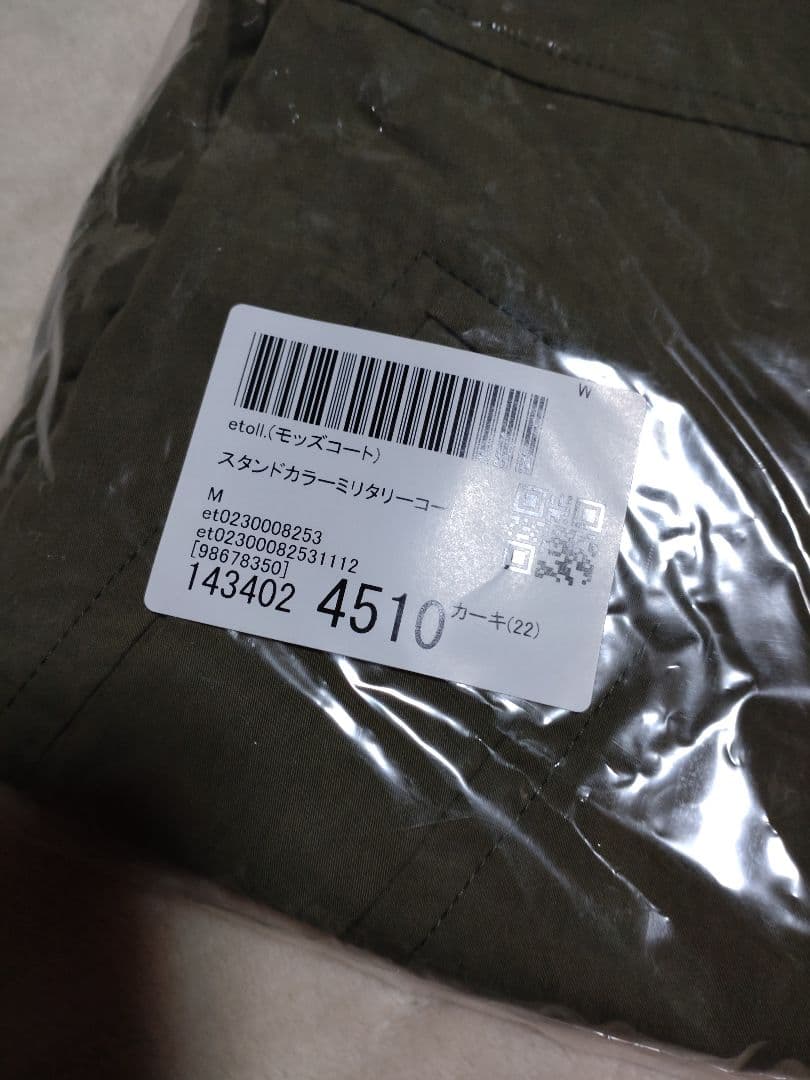 W
etoll.(モッズコート)
スタンドカラーミリタリーコー
M
et0230008253
et02300082531112
[98678350]
143402 4510 カーキ(22)